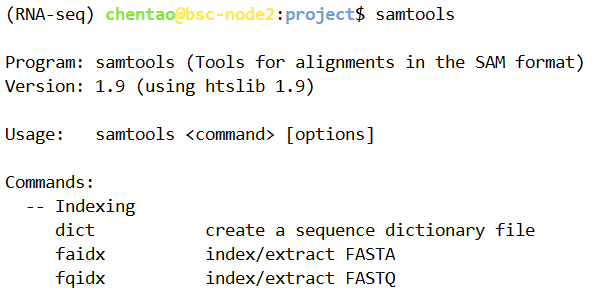 (RNA-seq) chentao@bsc-node2:project$ samtools
Program: samtools (Tools for alignments in the SAM format)
Version: 1.9 (using htslib 1.9)
Usage:   samtools <command> [options]
Commands:
  -- Indexing
     dict           create a sequence dictionary file
     faidx          index/extract FASTA
     fqidx          index/extract FASTQ